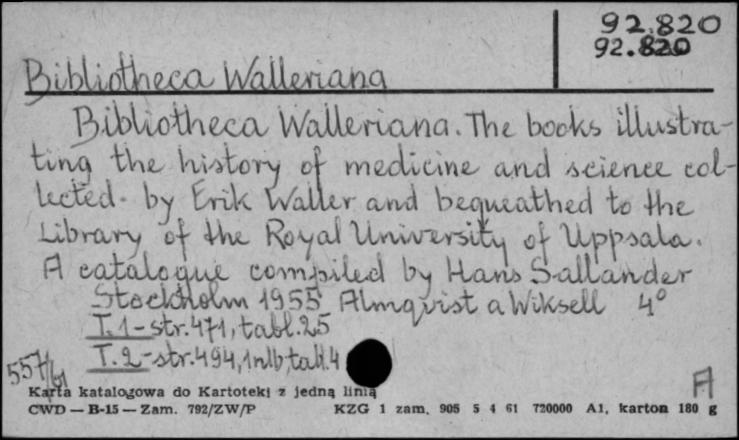 92.820
92.820
Bibliotheca Walleriana
Bibliotheca Walleriana. The books illustra-
ting the history of medicine and science col-
lected. by Erik Waller and bequeathed to the
Library of the Royal University of Uppsala.
A catalogue compiled by Hans Sallander
Stockholm 1955 Almqvist a Wiksell 4°
T.1-str.471, tabl.25
T.2-str.494, 1nlb, tabl.4
557/61
A
Karta katalogowa do Kartoteki z jedną linią
CWD — B-15 — Zam. 792/ZW/P KZG 1 zam. 905 5 4 61 720000 A1, karton 180 g